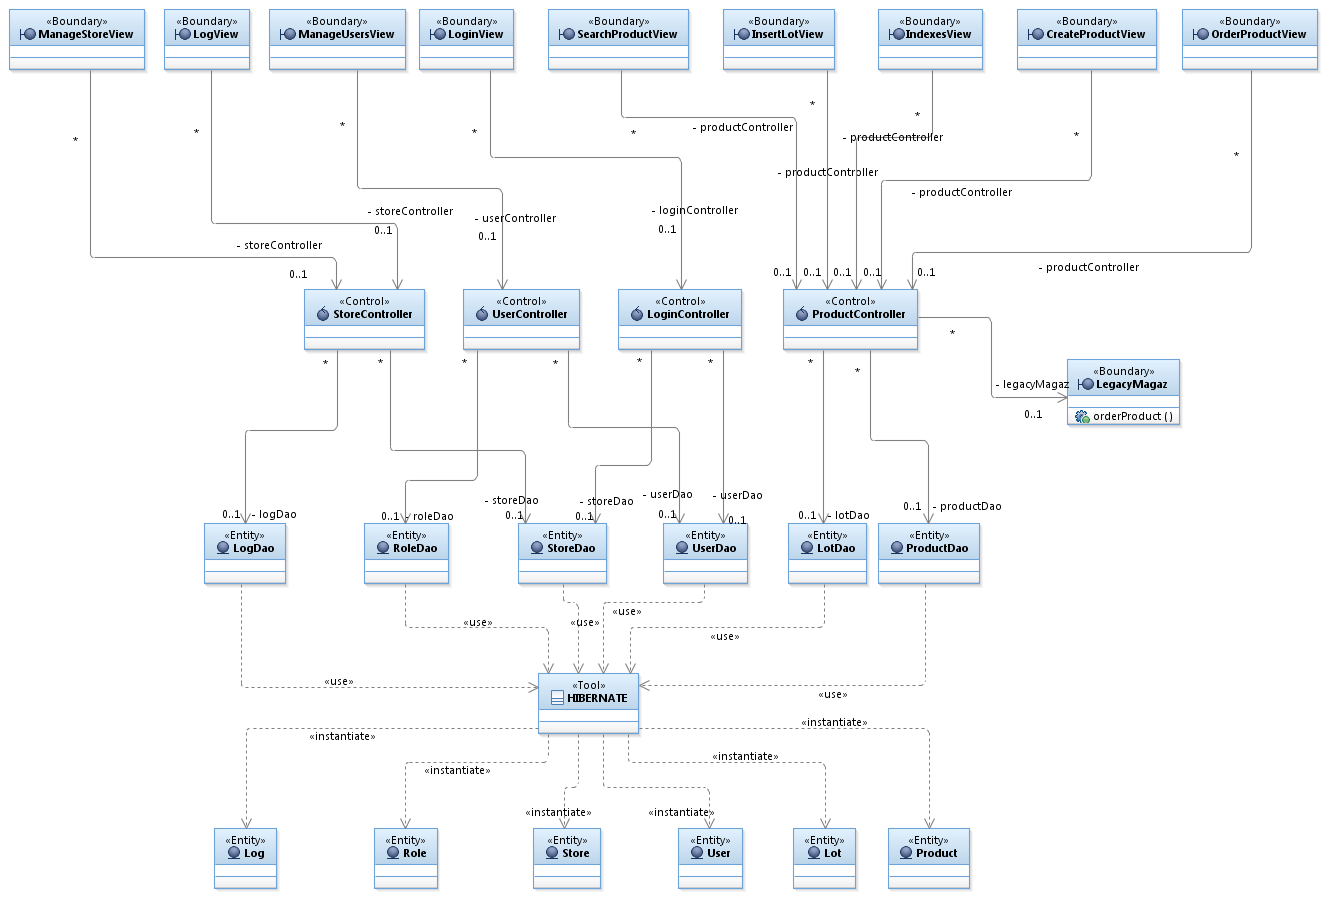 «Boundary»
ManageStoreView
«Boundary»
LogView
«Boundary»
ManageUsersView
«Boundary»
LoginView
«Boundary»
SearchProductView
«Boundary»
InsertLotView
«Boundary»
IndexesView
«Boundary»
CreateProductView
«Boundary»
OrderProductView
*
*
*
*
*
*
*
*
*
- productController
- productController
- productController
- productController
- productController
- storeController
- storeController
- userController
- loginController
0..1
0..1
0..1
0..1
0..1
0..1
0..1
0..1
0..1
«Control»
StoreController
«Control»
UserController
«Control»
LoginController
«Control»
ProductController
*
*
*
*
*
*
*
*
*
- legacyMagaz
0..1
«Boundary»
LegacyMagaz
orderProduct ( )
0..1 - logDao
0..1 - roleDao
- storeDao
0..1
- storeDao
0..1
- userDao
0..1
- userDao
0..1
0..1 - lotDao
0..1 - productDao
«Entity»
LogDao
«Entity»
RoleDao
«Entity»
StoreDao
«Entity»
UserDao
«Entity»
LotDao
«Entity»
ProductDao
«use»
«use»
«use»
«use»
«use»
«use»
«Tool»
HIBERNATE
«instantiate»
«instantiate»
«instantiate»
«instantiate»
«instantiate»
«instantiate»
«Entity»
Log
«Entity»
Role
«Entity»
Store
«Entity»
User
«Entity»
Lot
«Entity»
Product